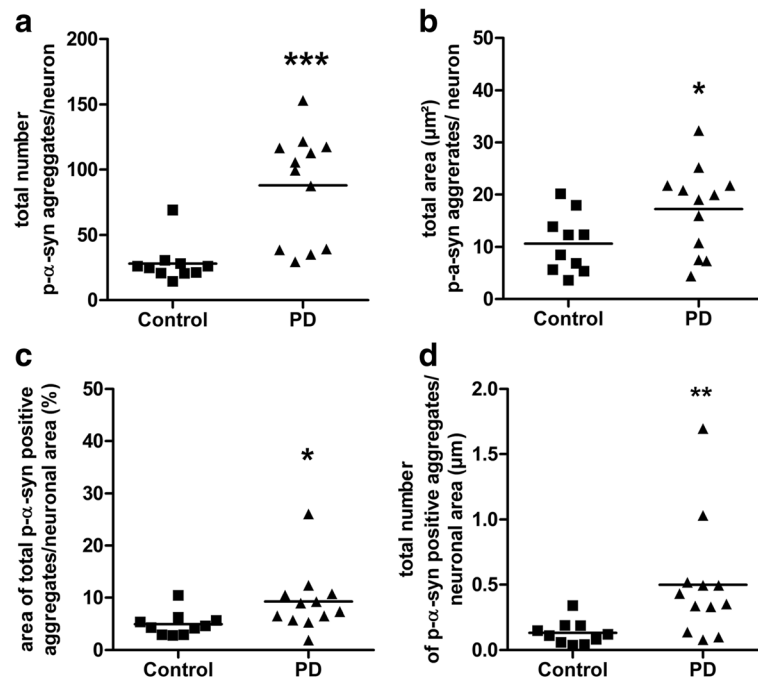 a
total number
p-α-syn agreggates/neuron
200
150
100
50
0
***
Control PD
b
total area (µm²)
p-a-syn aggrerates/ neuron
50
40
30
20
10
0
*
Control PD
c
area of total p-α-syn positive
aggregates/neuronal area (%)
50
40
30
20
10
0
*
Control PD
d
total number
of p-α-syn positive aggregates/
neuronal area (µm)
2.0
1.5
1.0
0.5
0.0
**
Control PD